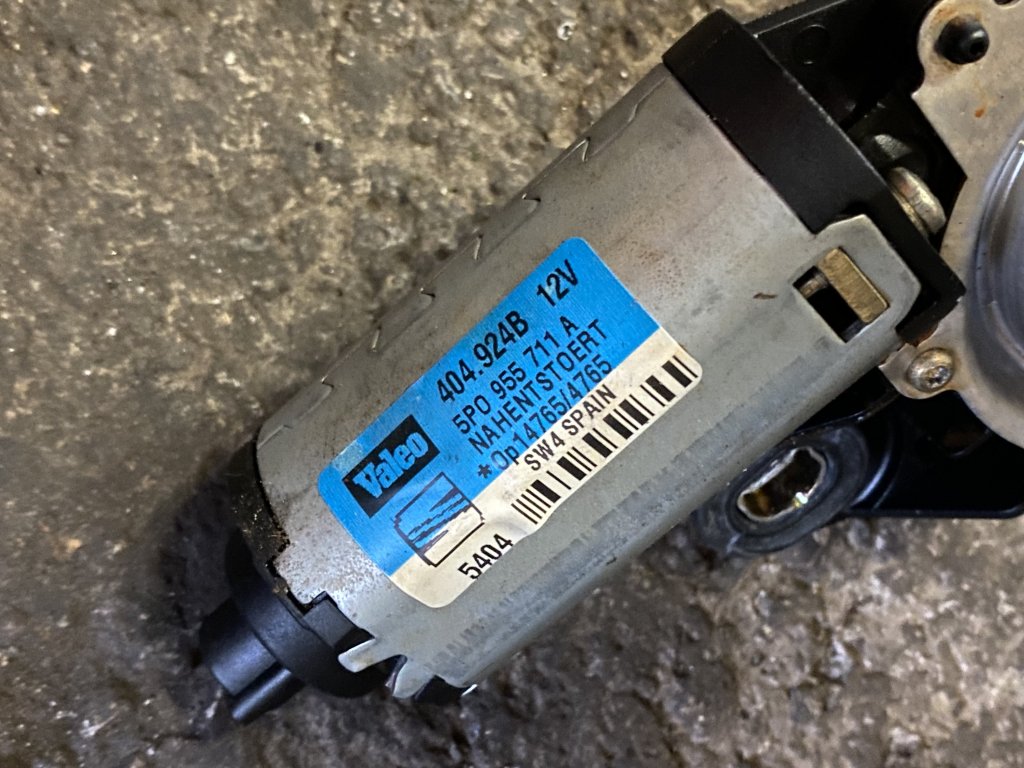 Valeo
404.924B 12V
5P0 955 711 A
NAHENTSTOERT
*Op14765/4765
SW4 SPAIN
5404